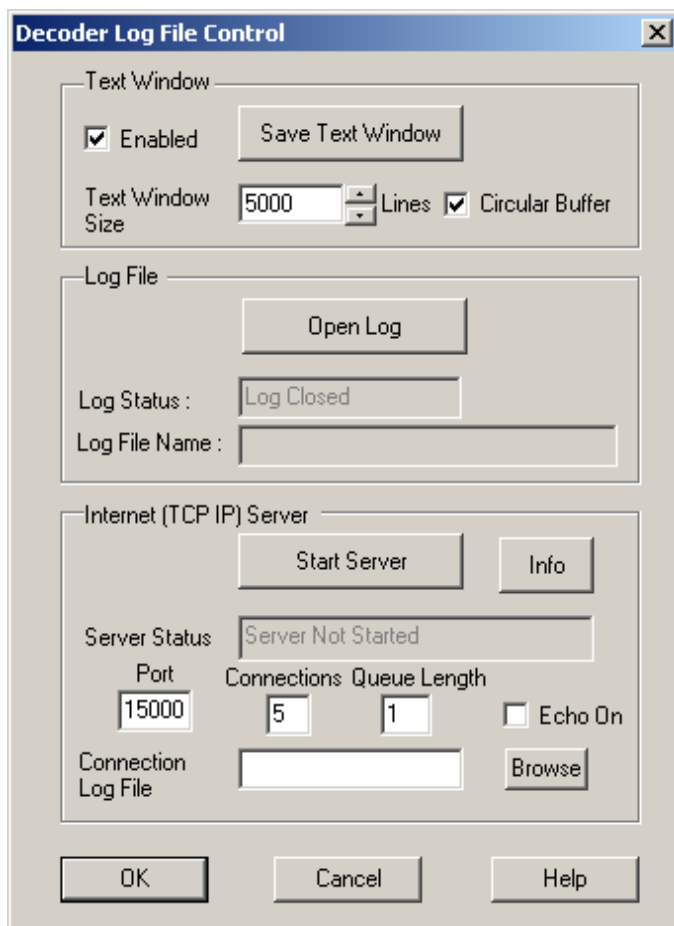 Decoder Log File Control
Text Window
Enabled
Save Text Window
Text Window
Size
5000
Lines
Circular Buffer
Log File
Open Log
Log Status :
Log Closed
Log File Name :
Internet (TCP IP) Server
Start Server
Info
Server Status
Server Not Started
Port
Connections
Queue Length
15000
5
1
Echo On
Connection
Log File
Browse
OK
Cancel
Help